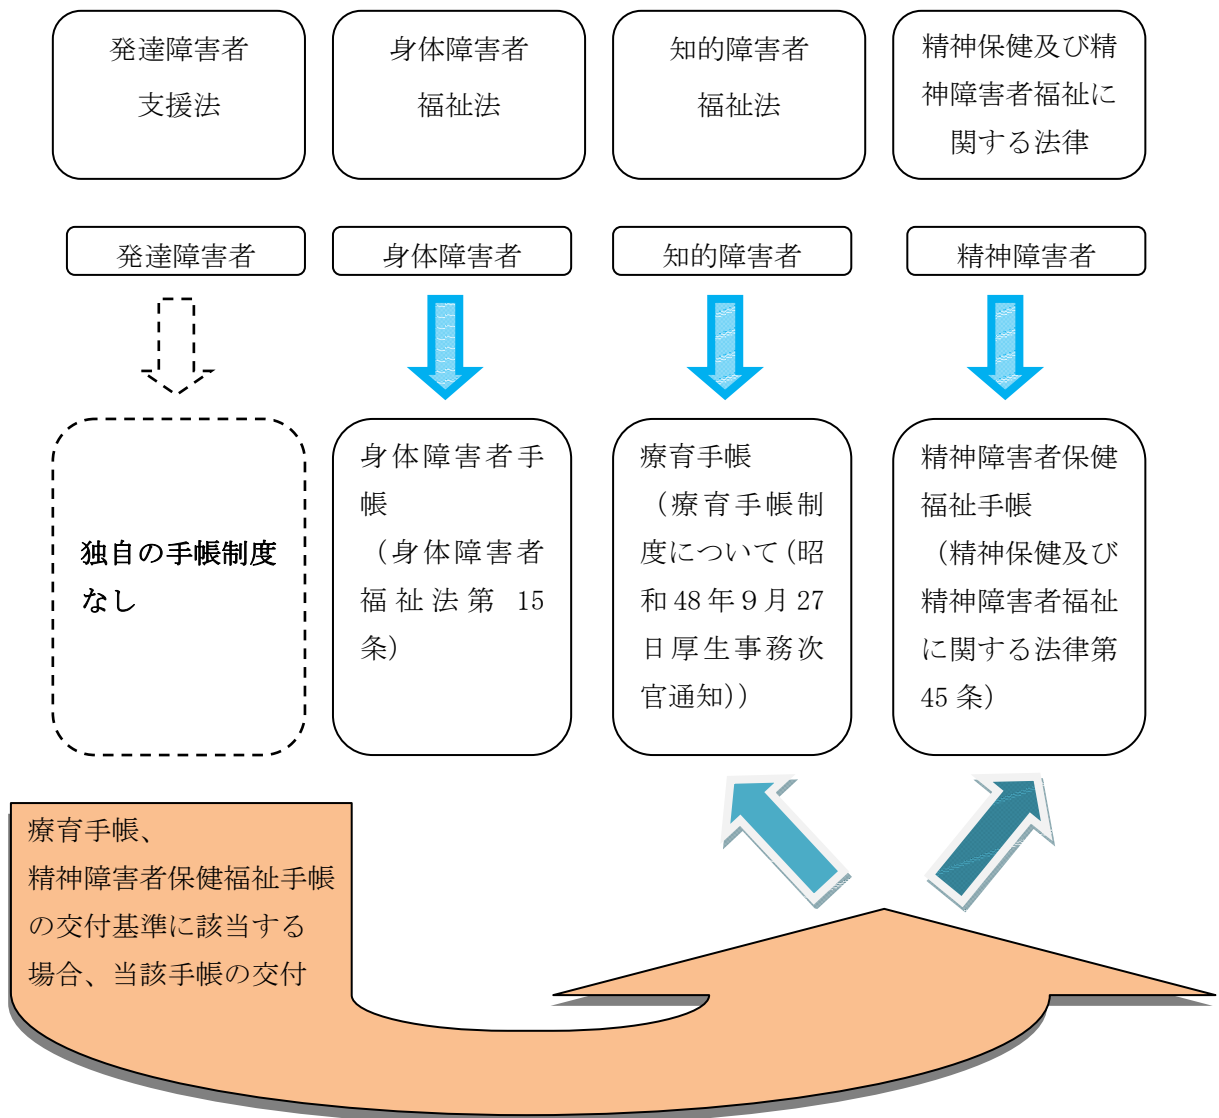 発達障害者
支援法
身体障害者
福祉法
知的障害者
福祉法
精神保健及び精
神障害者福祉に
関する法律
発達障害者
身体障害者
知的障害者
精神障害者
独自の手帳制度
なし
身体障害者手
帳
（身体障害者
福祉法第 15
条）
療育手帳
（療育手帳制
度について（昭
和 48 年９月 27
日厚生事務次
官通知））
精神障害者保健
福祉手帳
（精神保健及び
精神障害者福祉
に関する法律第
45 条）
療育手帳、
精神障害者保健福祉手帳
の交付基準に該当する
場合、当該手帳の交付